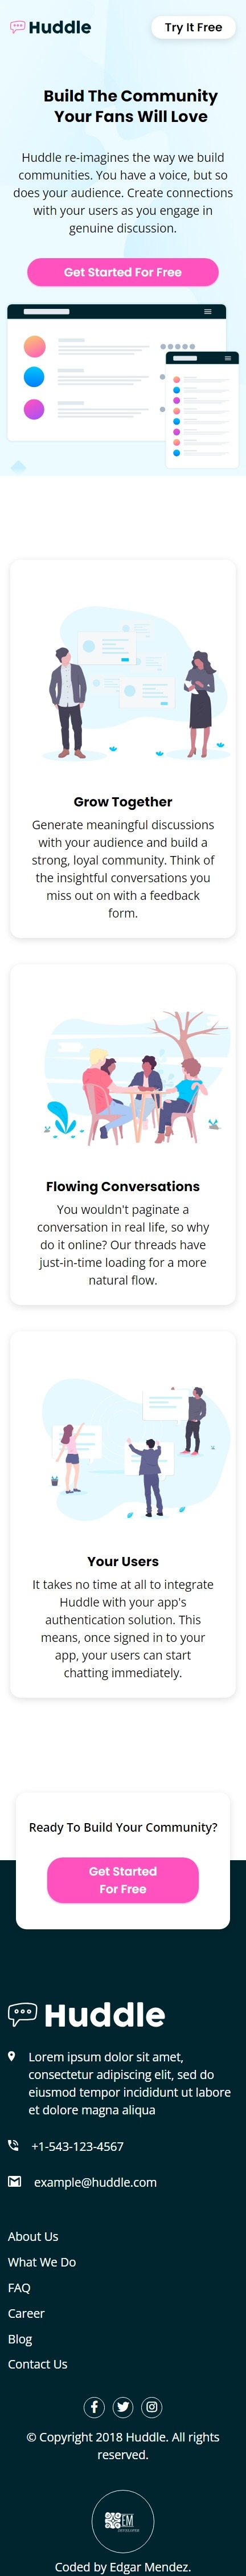 Huddle
Try It Free
Build The Community
Your Fans Will Love
Huddle re-imagines the way we build
communities. You have a voice, but so
does your audience. Create connections
with your users as you engage in
genuine discussion.
Get Started For Free
Grow Together
Generate meaningful discussions
with your audience and build a
strong, loyal community. Think of
the insightful conversations you
miss out on with a feedback
form.
Flowing Conversations
You wouldn't paginate a
conversation in real life, so why
do it online? Our threads have
just-in-time loading for a more
natural flow.
Your Users
It takes no time at all to integrate
Huddle with your app's
authentication solution. This
means, once signed in to your
app, your users can start
chatting immediately.
Ready To Build Your Community?
Get Started
For Free
Huddle
Lorem ipsum dolor sit amet,
consectetur adipiscing elit, sed do
eiusmod tempor incididunt ut labore
et dolore magna aliqua
+1-543-123-4567
example@huddle.com
About Us
What We Do
FAQ
Career
Blog
Contact Us
© Copyright 2018 Huddle. All rights
reserved.
EM
Coded by Edgar Mendez.